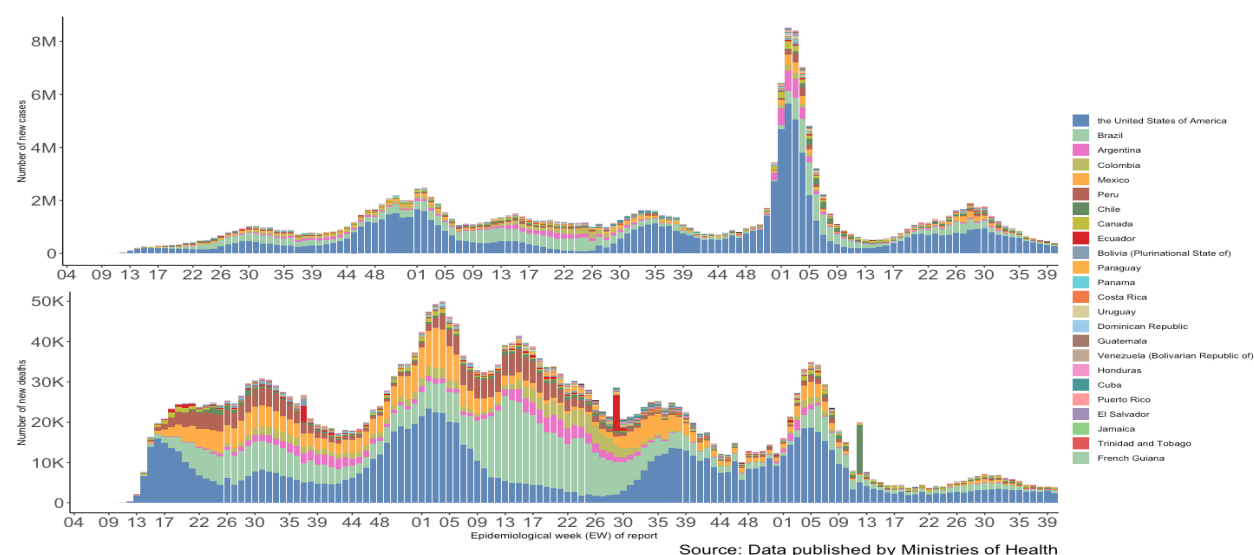 Number of new cases
8M
6M
4M
2M
0
04 09 13 17 22 26 30 35 39 44 48 01 05 09 13 17 22 26 30 35 39 44 48 01 05 09 13 17 22 26 30 35 39
Number of new deaths
50K
40K
30K
20K
10K
0
04 09 13 17 22 26 30 35 39 44 48 01 05 09 13 17 22 26 30 35 39 44 48 01 05 09 13 17 22 26 30 35 39
Epidemiological week (EW) of report
the United States of America
Brazil
Argentina
Colombia
Mexico
Peru
Chile
Canada
Ecuador
Bolivia (Plurinational State of)
Paraguay
Panama
Costa Rica
Uruguay
Dominican Republic
Guatemala
Venezuela (Bolivarian Republic of)
Honduras
Cuba
Puerto Rico
El Salvador
Jamaica
Trinidad and Tobago
French Guiana
Source: Data published by Ministries of Health